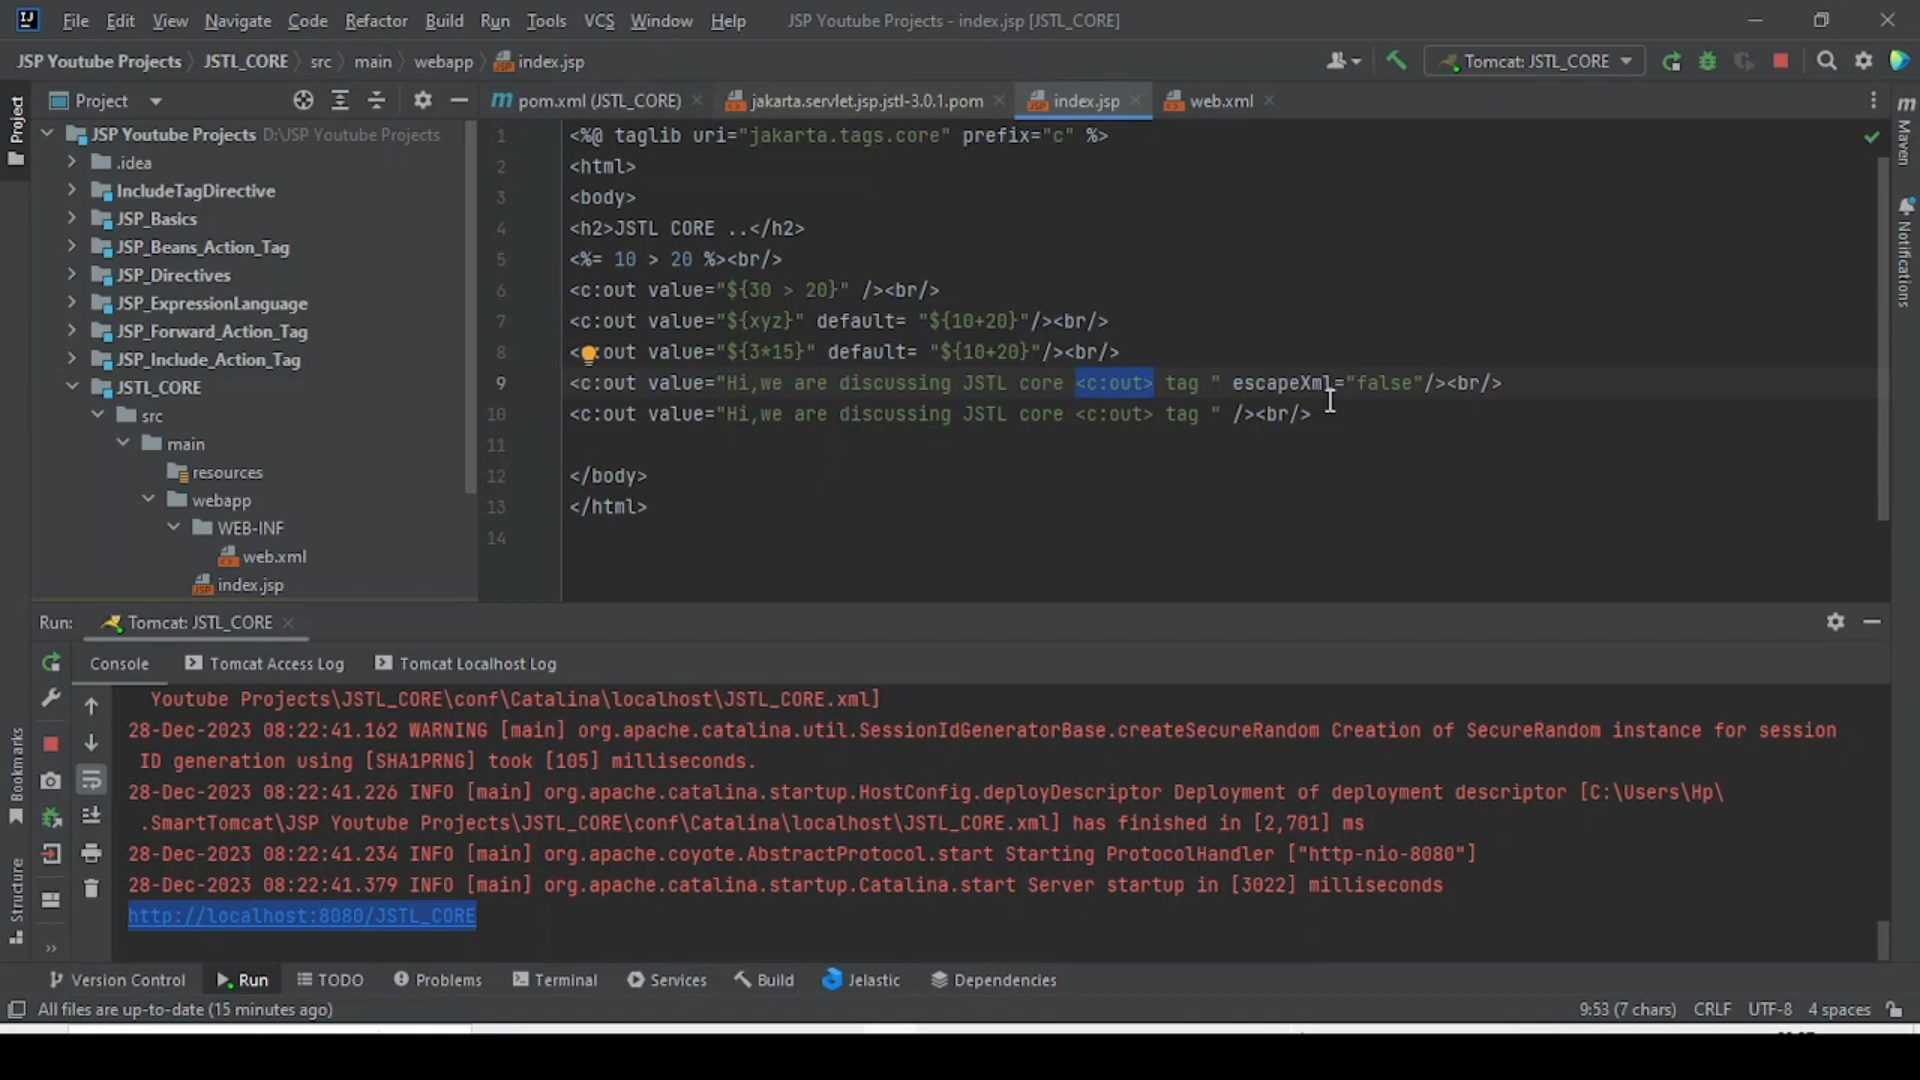 IJ File Edit View Navigate Code Refactor Build Run Tools VCS Window Help JSP Youtube Projects - index.jsp [JSTL_CORE]
JSP Youtube Projects JSTL_CORE src main webapp index.jsp Tomcat: JSTL_CORE
Project pom.xml (JSTL_CORE) jakarta.servlet.jsp.jstl-3.0.1.pom index.jsp web.xml
Project
JSP Youtube Projects D:\JSP Youtube Projects
.idea
IncludeTagDirective
JSP_Basics
JSP_Beans_Action_Tag
JSP_Directives
JSP_ExpressionLanguage
JSP_Forward_Action_Tag
JSP_Include_Action_Tag
JSTL_CORE
src
main
resources
webapp
WEB-INF
web.xml
index.jsp
1 <%@ taglib uri="jakarta.tags.core" prefix="c" %>
2 <html>
3 <body>
4 <h2>JSTL CORE ..</h2>
5 <%= 10 > 20 %><br/>
6 <c:out value="${30 > 20}" /><br/>
7 <c:out value="${xyz}" default= "${10+20}"/><br/>
8 <c:out value="${3*15}" default= "${10+20}"/><br/>
9 <c:out value="Hi,we are discussing JSTL core <c:out> tag " escapeXml="false"/><br/>
10 <c:out value="Hi,we are discussing JSTL core <c:out> tag " /><br/>
11
12 </body>
13 </html>
14
m Maven
Notifications
Run: Tomcat: JSTL_CORE
Console Tomcat Access Log Tomcat Localhost Log
Youtube Projects\JSTL_CORE\conf\Catalina\localhost\JSTL_CORE.xml]
28-Dec-2023 08:22:41.162 WARNING [main] org.apache.catalina.util.SessionIdGeneratorBase.createSecureRandom Creation of SecureRandom instance for session
ID generation using [SHA1PRNG] took [105] milliseconds.
28-Dec-2023 08:22:41.226 INFO [main] org.apache.catalina.startup.HostConfig.deployDescriptor Deployment of deployment descriptor [C:\Users\Hp\
.SmartTomcat\JSP Youtube Projects\JSTL_CORE\conf\Catalina\localhost\JSTL_CORE.xml] has finished in [2,701] ms
28-Dec-2023 08:22:41.234 INFO [main] org.apache.coyote.AbstractProtocol.start Starting ProtocolHandler ["http-nio-8080"]
28-Dec-2023 08:22:41.379 INFO [main] org.apache.catalina.startup.Catalina.start Server startup in [3022] milliseconds
http://localhost:8080/JSTL_CORE
Bookmarks
Structure
Version Control Run TODO Problems Terminal Services Build Jelastic Dependencies
All files are up-to-date (15 minutes ago) 9:53 (7 chars) CRLF UTF-8 4 spaces